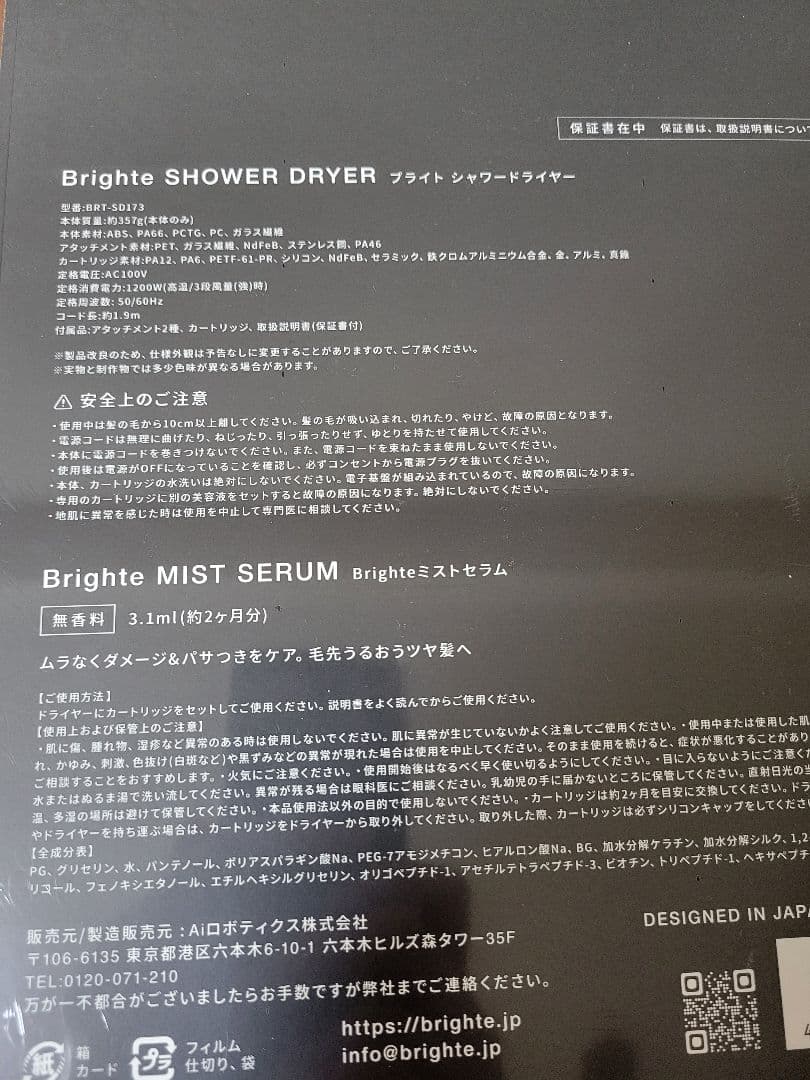 保証書在中 保証書は、取扱説明書につい
Brighte SHOWER DRYER ブライト シャワードライヤー
型番:BRT-SD173
本体質量:約357g(本体のみ)
本体素材:ABS、PA66、PCTG、PC、ガラス繊維
アタッチメント素材:PET、ガラス繊維、NdFeB、ステンレス鋼、PA46
カートリッジ素材:PA12、PA6、PETF-61-PR、シリコン、NdFeB、セラミック、鉄クロムアルミニウム合金、金、アルミ、真鍮
定格電圧:AC100V
定格消費電力:1200W(高温/3段風量(強)時)
定格周波数: 50/60Hz
コード長:約1.9m
付属品:アタッチメント2種、カートリッジ、取扱説明書(保証書付)
※製品改良のため、仕様外観は予告なしに変更することがありますので、ご了承ください。
※実物と制作物では多少色味が異なる場合があります。
安全上のご注意
・使用中は髪の毛から10cm以上離してください。髪の毛が吸い込まれ、切れたり、やけど、故障の原因となります。
・電源コードは無理に曲げたり、ねじったり、引っ張ったりせず、ゆとりを持たせて使用してください。
・本体に電源コードを巻きつけないでください。また、電源コードを束ねたまま使用しないでください。
・使用後は電源がOFFになっていることを確認し、必ずコンセントから電源プラグを抜いてください。
・本体、カートリッジの水洗いは絶対にしないでください。電子基盤が組み込まれているので、故障の原因になります。
・専用のカートリッジに別の美容液をセットすると故障の原因になります。絶対にしないでください。
・地肌に異常を感じた時は使用を中止して専門医に相談してください。
Brighte MIST SERUM Brighteミストセラム
無香料 3.1ml(約2ヶ月分)
ムラなくダメージ&パサつきをケア。毛先うるおうツヤ髪へ
【ご使用方法】
ドライヤーにカートリッジをセットしてご使用ください。説明書をよく読んでからご使用ください。
【使用上および保管上のご注意】
・肌に傷、腫れ物、湿疹など異常のある時は使用しないでください。肌に異常が生じていないかよく注意してご使用ください。・使用中または使用した肌
れ、かゆみ、刺激、色抜け(白斑など)や黒ずみなどの異常が現れた場合は使用を中止してください。そのまま使用を続けると、症状が悪化することがあり
ご相談することをおすすめします。・火気にご注意ください。・使用開始後はなるべく早く使い切るようにしてください。・目に入らないようにご注意くだ
水またはぬるま湯で洗い流してください。異常が残る場合は眼科医にご相談ください。乳幼児の手に届かないところに保管してください。直射日光の当
温、多湿の場所は避けて保管してください。・本品使用法以外の目的で使用しないでください。・カートリッジは約2ヶ月を目安に交換してください。ドラ
やドライヤーを持ち運ぶ場合は、カートリッジをドライヤーから取り外してください。取り外した際、カートリッジは必ずシリコンキャップをしてくださ
【全成分表】
PG、グリセリン、水、パンテノール、ポリアスパラギン酸Na、PEG-7アモジメチコン、ヒアルロン酸Na、BG、加水分解ケラチン、加水分解シルク、1,2
リコール、フェノキシエタノール、エチルヘキシルグリセリン、オリゴペプチド-1、アセチルテトラペプチド-3、ビオチン、トリペプチド-1、ヘキサペプチ
販売元/製造販売元 : Aiロボティクス株式会社
〒106-6135 東京都港区六本木6-10-1 六本木ヒルズ森タワー35F
TEL:0120-071-210
万が一不都合がございましたらお手数ですが弊社までご連絡ください。
DESIGNED IN JAPA
https://brighte.jp
info@brighte.jp
紙 箱 カード
プラ フィルム 仕切り、袋